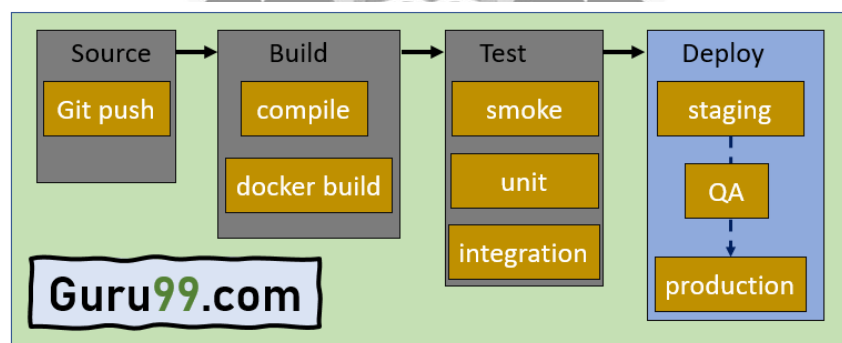 Source
Git push
Build
compile
docker build
Test
smoke
unit
integration
Deploy
staging
QA
production
Guru99.com